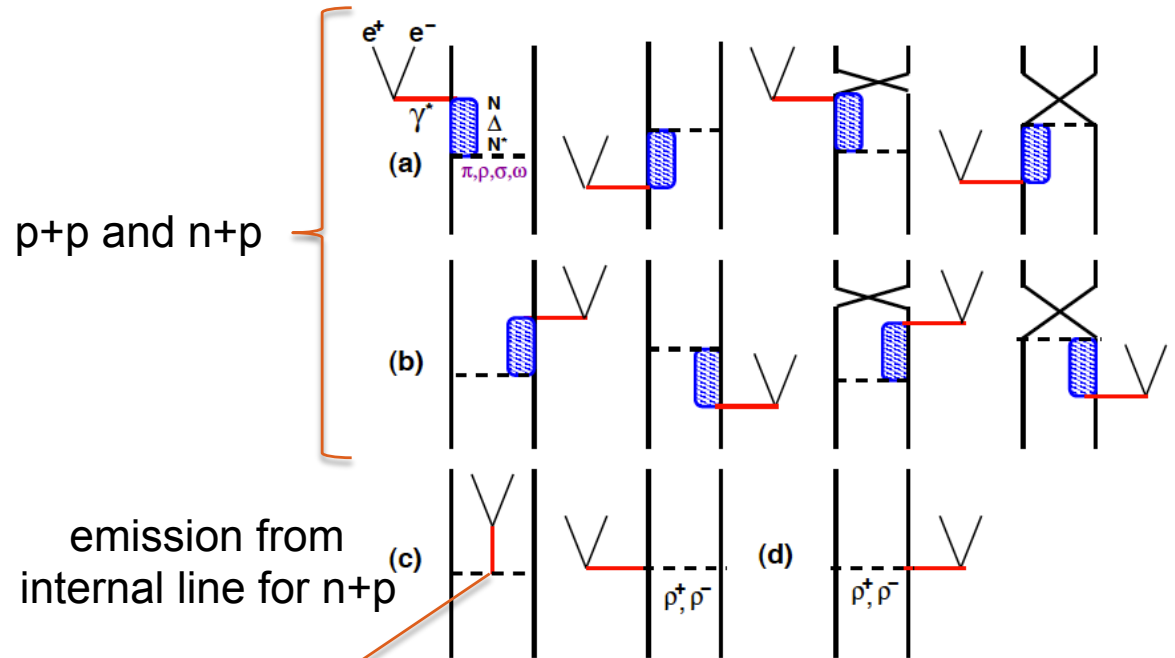 e⁺ e⁻
γ*
N
Δ
N*
(a)
π,ρ,σ,ω
p+p and n+p
(b)
emission from
internal line for n+p
(c)
(d)
ρ⁺, ρ⁻
ρ⁺, ρ⁻